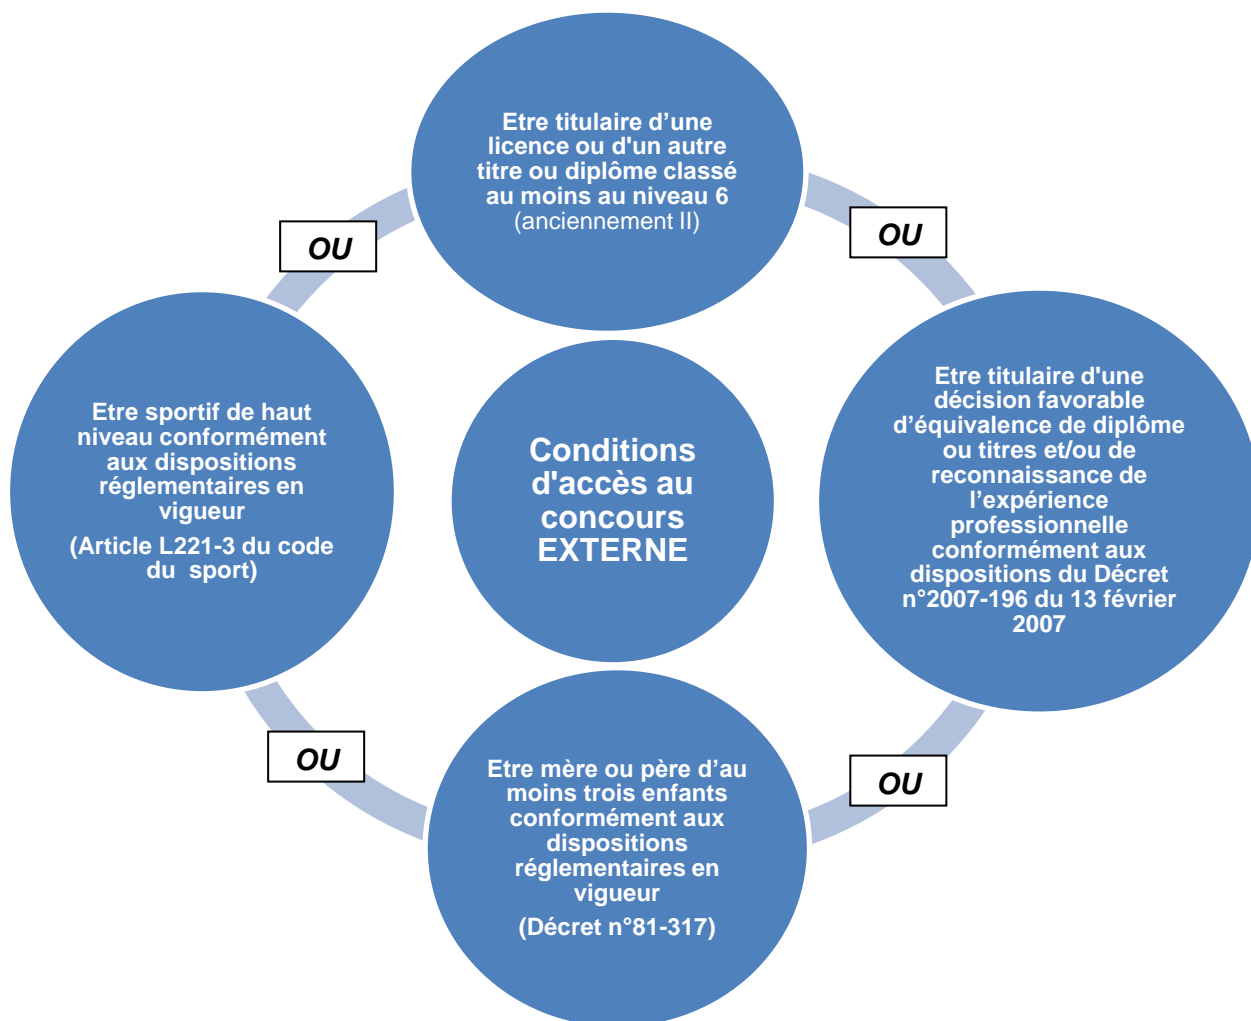 Etre titulaire d’une
licence ou d'un autre
titre ou diplôme classé
au moins au niveau 6
(anciennement II)
OU
OU
Etre sportif de haut
niveau conformément
aux dispositions
réglementaires en
vigueur
(Article L221-3 du code
du sport)
Conditions
d'accès au
concours
EXTERNE
Etre titulaire d'une
décision favorable
d’équivalence de diplôme
ou titres et/ou de
reconnaissance de
l’expérience
professionnelle
conformément aux
dispositions du Décret
n°2007-196 du 13 février
2007
OU
OU
Etre mère ou père d’au
moins trois enfants
conformément aux
dispositions
réglementaires en
vigueur
(Décret n°81-317)